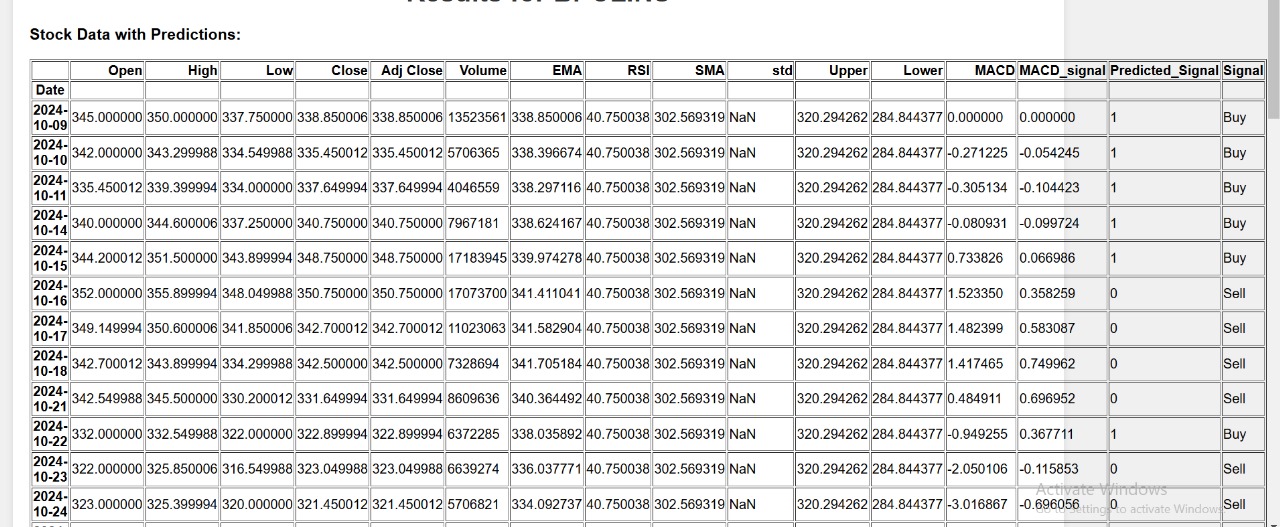 Stock Data with Predictions:
Open High Low Close Adj Close Volume EMA RSI SMA std Upper Lower MACD MACD_signal Predicted_Signal Signal
Date
2024-10-09 345.000000 350.000000 337.750000 338.850006 338.850006 13523561 338.850006 40.750038 302.569319 NaN 320.294262 284.844377 0.000000 0.000000 1 Buy
2024-10-10 342.000000 343.299988 334.549988 335.450012 335.450012 5706365 338.396674 40.750038 302.569319 NaN 320.294262 284.844377 -0.271225 -0.054245 1 Buy
2024-10-11 335.450012 339.399994 334.000000 337.649994 337.649994 4046559 338.297116 40.750038 302.569319 NaN 320.294262 284.844377 -0.305134 -0.104423 1 Buy
2024-10-14 340.000000 344.600006 337.250000 340.750000 340.750000 7967181 338.624167 40.750038 302.569319 NaN 320.294262 284.844377 -0.080931 -0.099724 1 Buy
2024-10-15 344.200012 351.500000 343.899994 348.750000 348.750000 17183945 339.974278 40.750038 302.569319 NaN 320.294262 284.844377 0.733826 0.066986 1 Buy
2024-10-16 352.000000 355.899994 348.049988 350.750000 350.750000 17073700 341.411041 40.750038 302.569319 NaN 320.294262 284.844377 1.523350 0.358259 0 Sell
2024-10-17 349.149994 350.600006 341.850006 342.700012 342.700012 11023063 341.582904 40.750038 302.569319 NaN 320.294262 284.844377 1.482399 0.583087 0 Sell
2024-10-18 342.700012 343.899994 334.299988 342.500000 342.500000 7328694 341.705184 40.750038 302.569319 NaN 320.294262 284.844377 1.417465 0.749962 0 Sell
2024-10-21 342.549988 345.500000 330.200012 331.649994 331.649994 8609636 340.364492 40.750038 302.569319 NaN 320.294262 284.844377 0.484911 0.696952 0 Sell
2024-10-22 332.000000 332.549988 322.000000 322.899994 322.899994 6372285 338.035892 40.750038 302.569319 NaN 320.294262 284.844377 -0.949255 0.367711 1 Buy
2024-10-23 322.000000 325.850006 316.549988 323.049988 323.049988 6639274 336.037771 40.750038 302.569319 NaN 320.294262 284.844377 -2.050106 -0.115853 0 Sell
2024-10-24 323.000000 325.399994 320.000000 321.450012 321.450012 5706821 334.092737 40.750038 302.569319 NaN 320.294262 284.844377 -3.016867 -0.696056 0 Sell
Activate Windows
Go to Settings to activate Windows.